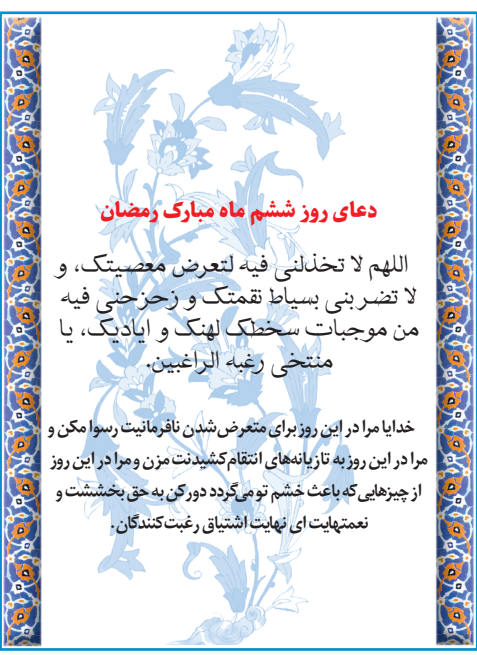 دعای روز ششم ماه مبارک رمضان
اللهم لا تخذلنی فیه لتعرض معصیتک، و
لا تضربنی بسیاط نقمتک و زحزحنی فیه
من موجبات سخطک لهنک و ایادیک، یا
منتخی رغبه الراغبین.
خدایا مرا در این روز برای متعرض شدن نافرمانیت رسوا مکن و
مرا در این روز به تازیانه‌های انتقام کشیدنت مزن و مرا در این روز
از چیزهایی که باعث خشم تو می‌گردد دور کن به حق بخششت و
نعمتهایت ای نهایت اشتیاق رغبت کنندگان.